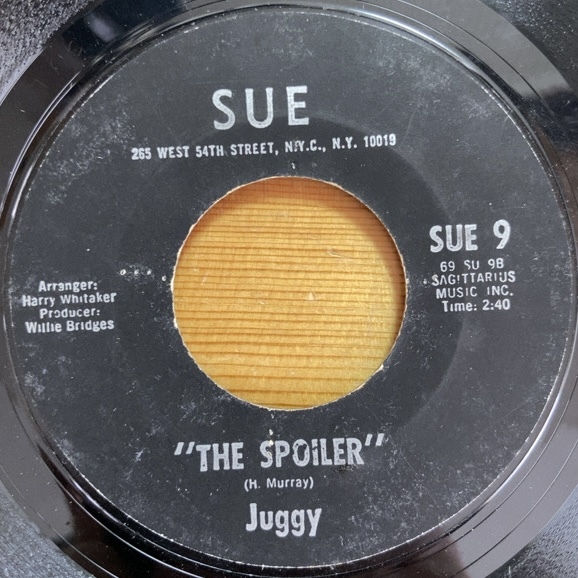 SUE
265 WEST 54TH STREET, N.Y.C., N.Y. 10019
SUE 9
69 SU 9B
SAGITTARIUS
MUSIC INC.
Time: 2:40
Arranger:
Harry Whitaker
Producer:
Willie Bridges
"THE SPOiLER"
(H. Murray)
Juggy